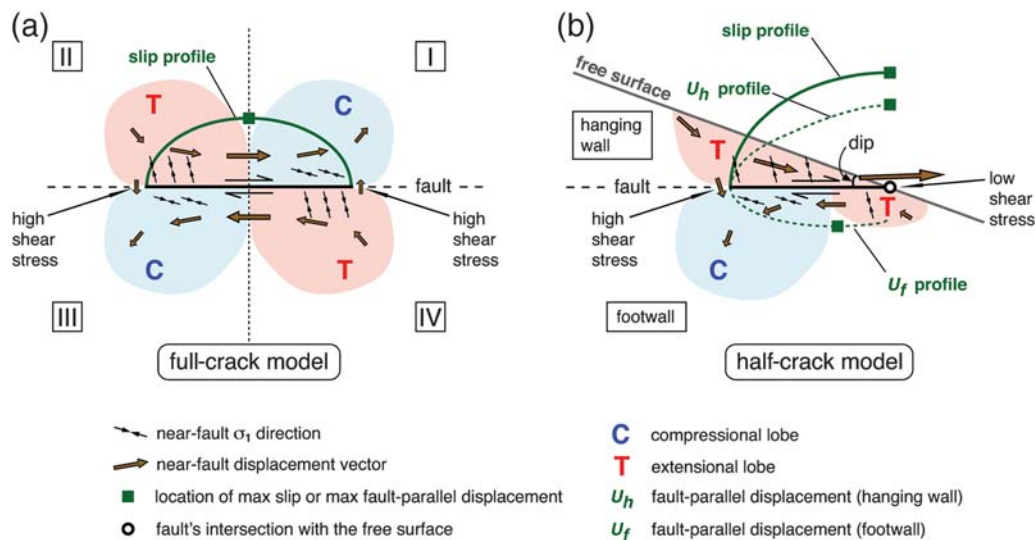 (a)
II
I
slip profile
T
C
fault
high
shear
stress
high
shear
stress
C
T
III
IV
full-crack model
(b)
slip profile
free surface
Uh profile
hanging
wall
T
dip
fault
high
shear
stress
low
shear
stress
T
C
Uf profile
footwall
half-crack model
near-fault σ1 direction
near-fault displacement vector
location of max slip or max fault-parallel displacement
fault's intersection with the free surface
C compressional lobe
T extensional lobe
Uh fault-parallel displacement (hanging wall)
Uf fault-parallel displacement (footwall)